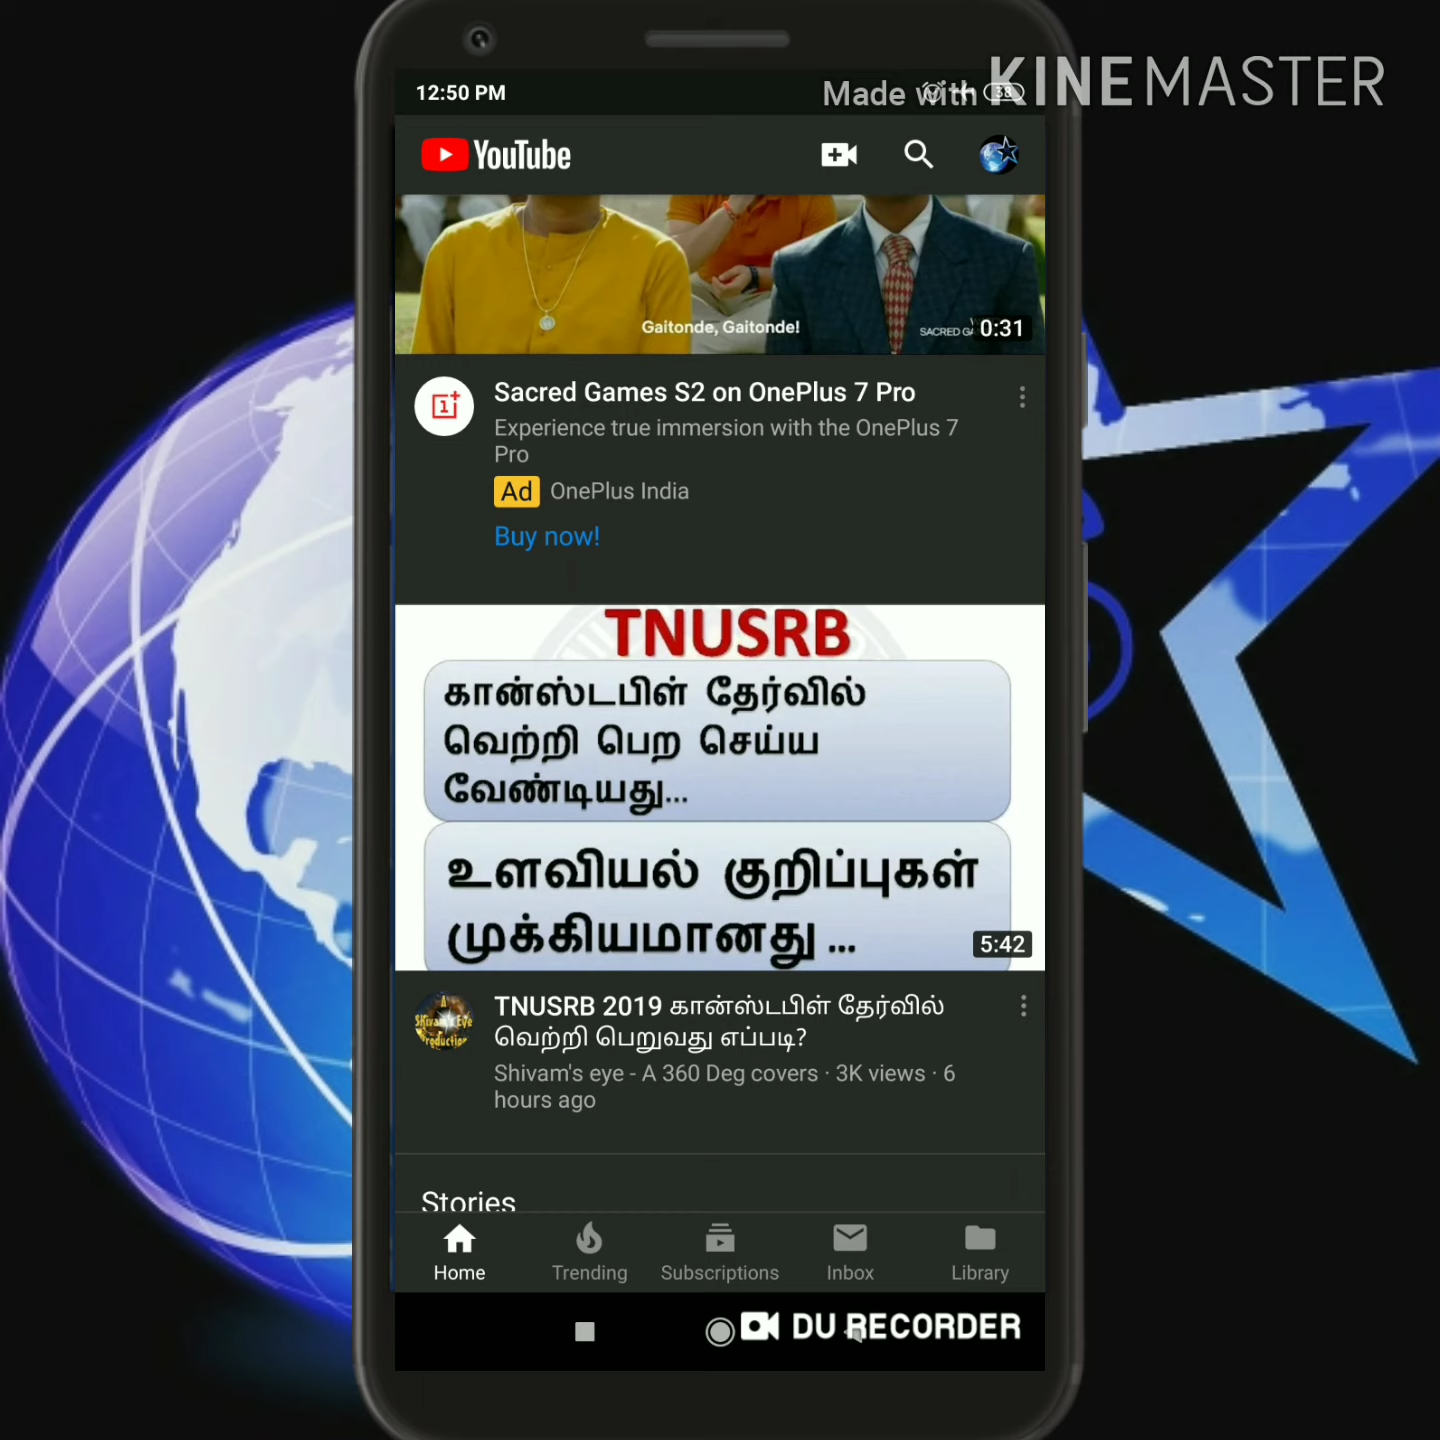 Made with KINEMASTER
12:50 PM
38
YouTube
Gaitonde, Gaitonde!
0:31
Sacred Games S2 on OnePlus 7 Pro
Experience true immersion with the OnePlus 7
Pro
Ad OnePlus India
Buy now!
TNUSRB
கான்ஸ்டபிள் தேர்வில்
வெற்றி பெற செய்ய
வேண்டியது...
உளவியல் குறிப்புகள்
முக்கியமானது ...
5:42
TNUSRB 2019 கான்ஸ்டபிள் தேர்வில்
வெற்றி பெறுவது எப்படி?
Shivam's eye - A 360 Deg covers · 3K views · 6
hours ago
Stories
Home Trending Subscriptions Inbox Library
DU RECORDER